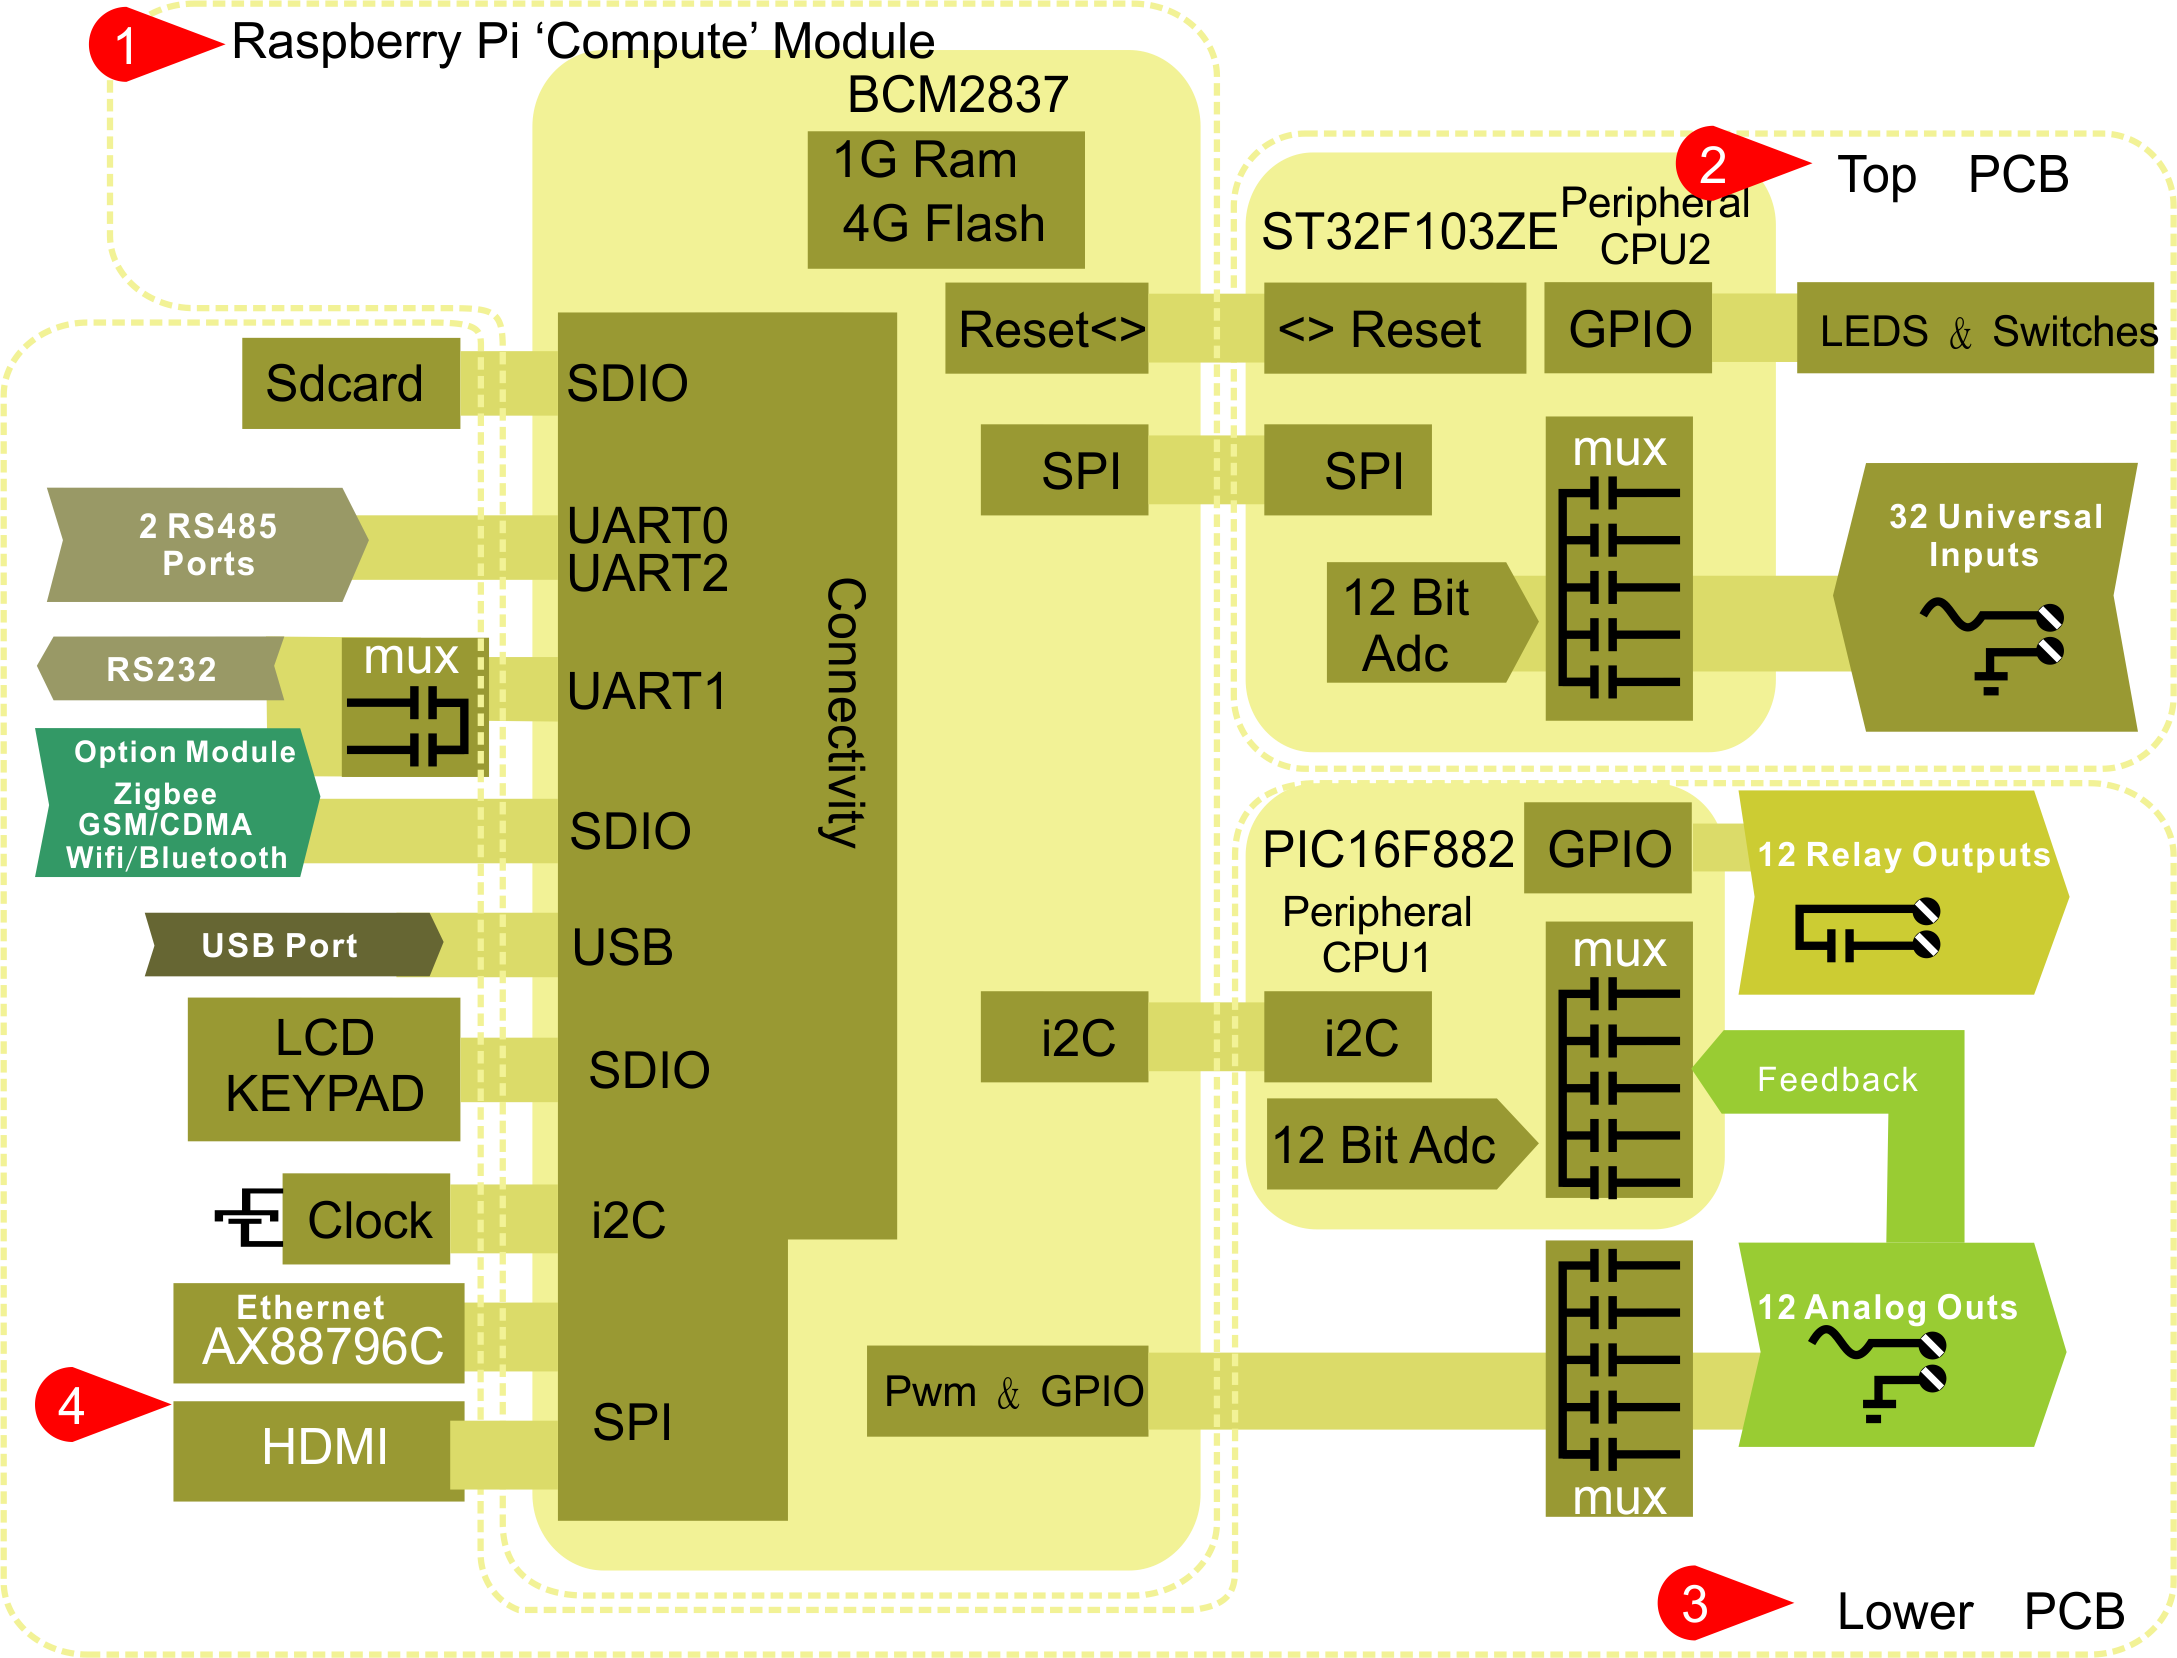 1
Raspberry Pi ‘Compute’ Module
BCM2837
1G Ram
4G Flash
2
Top PCB
ST32F103ZE
Peripheral
CPU2
Reset<>
<> Reset
GPIO
LEDS & Switches
Sdcard
SDIO
SPI
SPI
mux
2 RS485
Ports
UART0
UART2
Connectivity
12 Bit
Adc
32 Universal
Inputs
RS232
mux
UART1
Option Module
Zigbee
GSM/CDMA
Wifi/Bluetooth
SDIO
PIC16F882
GPIO
12 Relay Outputs
Peripheral
CPU1
USB Port
USB
mux
LCD
KEYPAD
SDIO
i2C
i2C
Feedback
12 Bit Adc
Clock
i2C
Ethernet
AX88796C
12 Analog Outs
4
HDMI
SPI
Pwm & GPIO
mux
3
Lower PCB